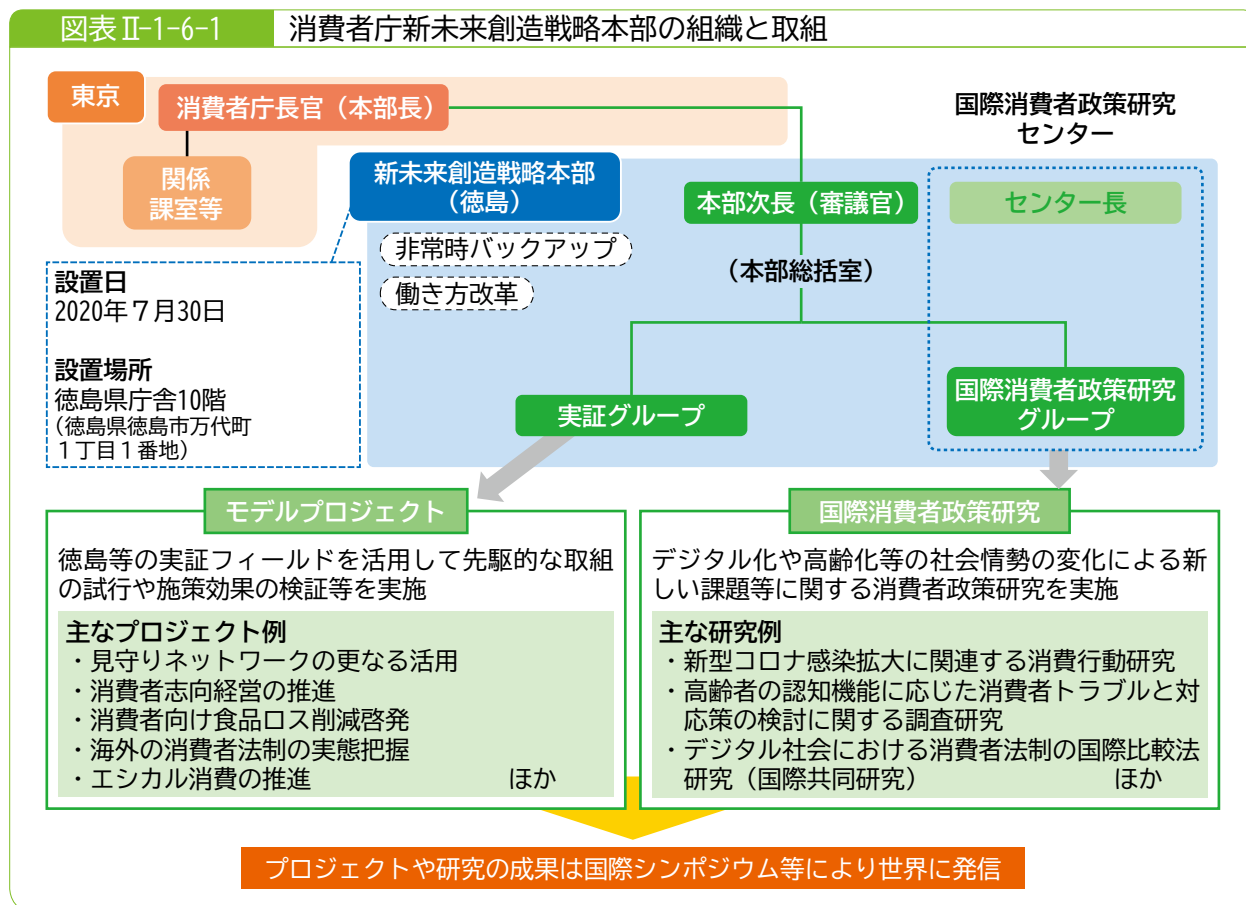 図表Ⅱ-1-6-1
消費者庁新未来創造戦略本部の組織と取組
東京
消費者庁長官（本部長）
関係
課室等
国際消費者政策研究
センター
新未来創造戦略本部
（徳島）
本部次長（審議官）
センター長
非常時バックアップ
働き方改革
（本部総括室）
設置日
2020年７月30日
設置場所
徳島県庁舎10階
(徳島県徳島市万代町
１丁目１番地）
実証グループ
国際消費者政策研究
グループ
モデルプロジェクト
徳島等の実証フィールドを活用して先駆的な取組
の試行や施策効果の検証等を実施
主なプロジェクト例
・見守りネットワークの更なる活用
・消費者志向経営の推進
・消費者向け食品ロス削減啓発
・海外の消費者法制の実態把握
・エシカル消費の推進 ほか
国際消費者政策研究
デジタル化や高齢化等の社会情勢の変化による新
しい課題等に関する消費者政策研究を実施
主な研究例
・新型コロナ感染拡大に関連する消費行動研究
・高齢者の認知機能に応じた消費者トラブルと対
応策の検討に関する調査研究
・デジタル社会における消費者法制の国際比較法
研究（国際共同研究） ほか
プロジェクトや研究の成果は国際シンポジウム等により世界に発信